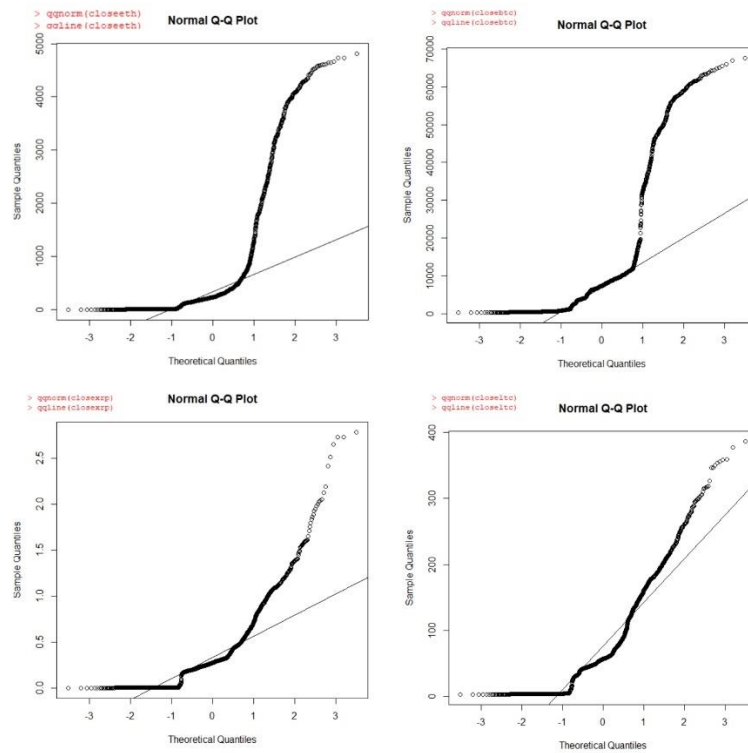 > qqnorm(closeeth)
> qqline(closeeth)
Normal Q-Q Plot
Sample Quantiles
5000
4000
3000
2000
1000
0
-3 -2 -1 0 1 2 3
Theoretical Quantiles
> qqnorm(closebtc)
> qqline(closebtc)
Normal Q-Q Plot
Sample Quantiles
70000
60000
50000
40000
30000
20000
10000
0
-3 -2 -1 0 1 2 3
Theoretical Quantiles
> qqnorm(closexrp)
> qqline(closexrp)
Normal Q-Q Plot
Sample Quantiles
2.5
2.0
1.5
1.0
0.5
0.0
-3 -2 -1 0 1 2 3
Theoretical Quantiles
> qqnorm(closeltc)
> qqline(closeltc)
Normal Q-Q Plot
Sample Quantiles
400
300
200
100
0
-3 -2 -1 0 1 2 3
Theoretical Quantiles